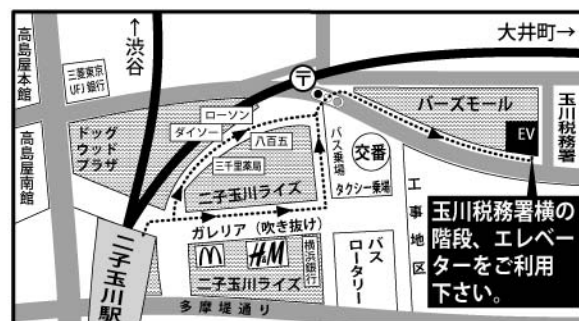 高島屋本館
↑渋谷
大井町→
三菱東京
UFJ銀行
〒
ローソン
ダイソー
八百五
三千里薬局
バーズモール
EV
玉川税務署
高島屋南館
ドッグ
ウッド
プラザ
二子玉川ライズ
バス乗場
交番
タクシー乗場
工事地区
ガレリア（吹き抜け）
M
H&M
横浜銀行
二子玉川ライズ
バス
ロータリー
二子玉川駅
多摩堤通り
玉川税務署横の
階段、エレベー
ターをご利用
下さい。